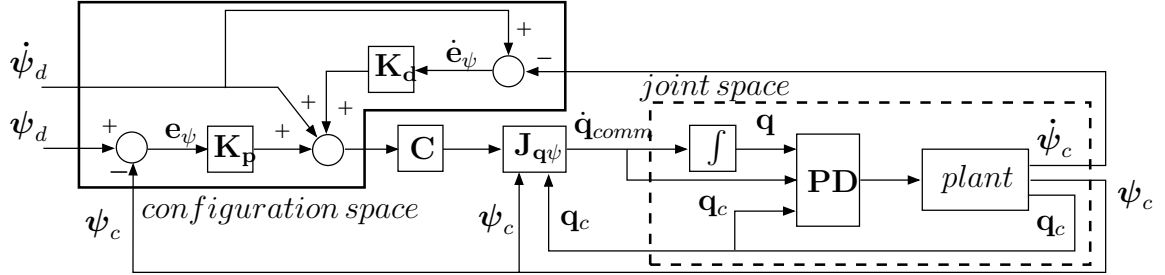 +
−
ψ̇_d
ė_ψ
K_d
joint space
+
+
ψ_d
+
e_ψ
K_p
+
C
J_qψ
q̇_comm
∫
q
PD
plant
ψ̇_c
−
configuration space
ψ_c
ψ_c
q_c
q_c
q_c
ψ_c